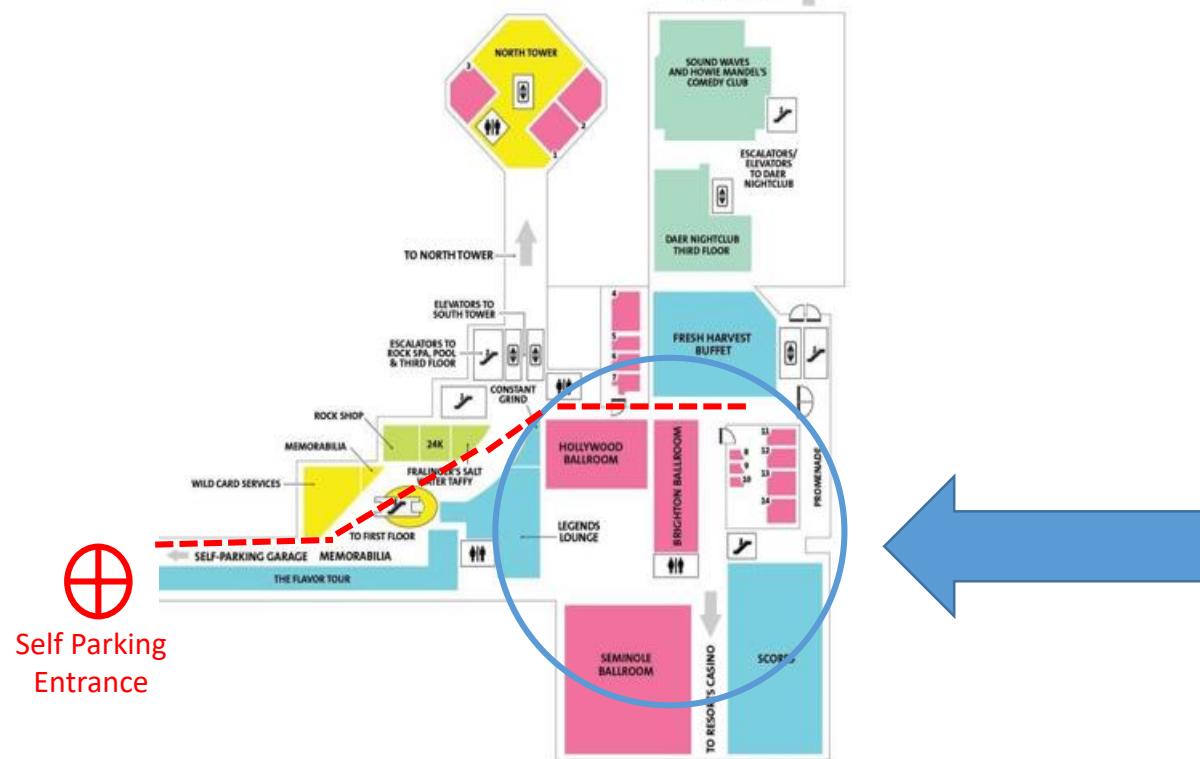 NORTH TOWER
3
2
1
SOUND WAVES
AND HOWIE MANDEL'S
COMEDY CLUB
ESCALATORS/
ELEVATORS
TO DAER
NIGHTCLUB
DAER NIGHTCLUB
THIRD FLOOR
TO NORTH TOWER
ELEVATORS TO
SOUTH TOWER
ESCALATORS TO
ROCK SPA, POOL
& THIRD FLOOR
4
5
6
7
FRESH HARVEST
BUFFET
CONSTANT
GRIND
ROCK SHOP
24K
MEMORABILIA
FRALINGER'S SALT
WATER TAFFY
WILD CARD SERVICES
HOLLYWOOD
BALLROOM
BRIGHTON BALLROOM
8
9
10
11
12
13
14
PROMENADE
LEGENDS
LOUNGE
TO FIRST FLOOR
SELF-PARKING GARAGE
MEMORABILIA
THE FLAVOR TOUR
Self Parking
Entrance
SEMINOLE
BALLROOM
TO RESORTS CASINO